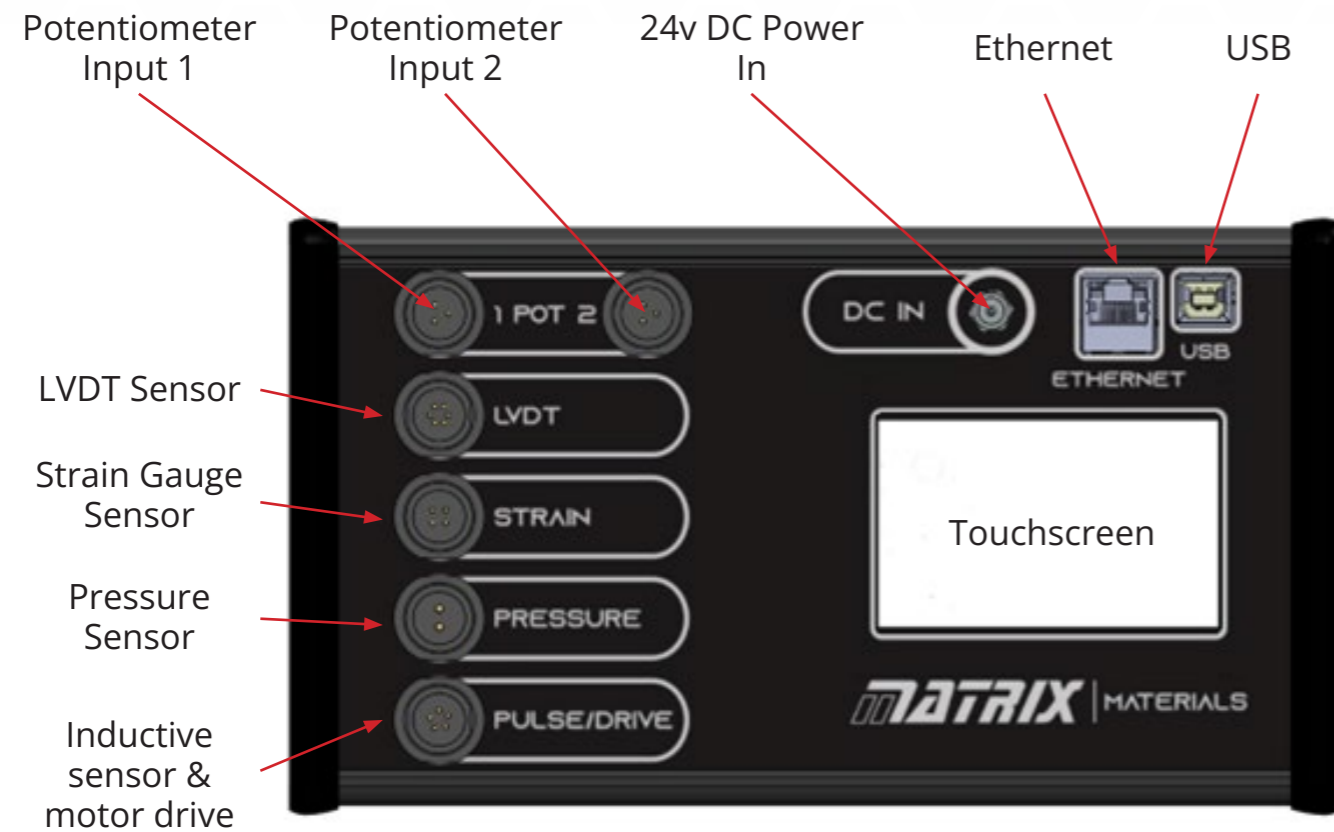 Potentiometer
Input 1
Potentiometer
Input 2
24v DC Power
In
Ethernet
USB
1 POT 2
DC IN
USB
ETHERNET
LVDT Sensor
LVDT
Strain Gauge
Sensor
STRAIN
Touchscreen
Pressure
Sensor
PRESSURE
MATRIX | MATERIALS
Inductive
sensor &
motor drive
PULSE/DRIVE